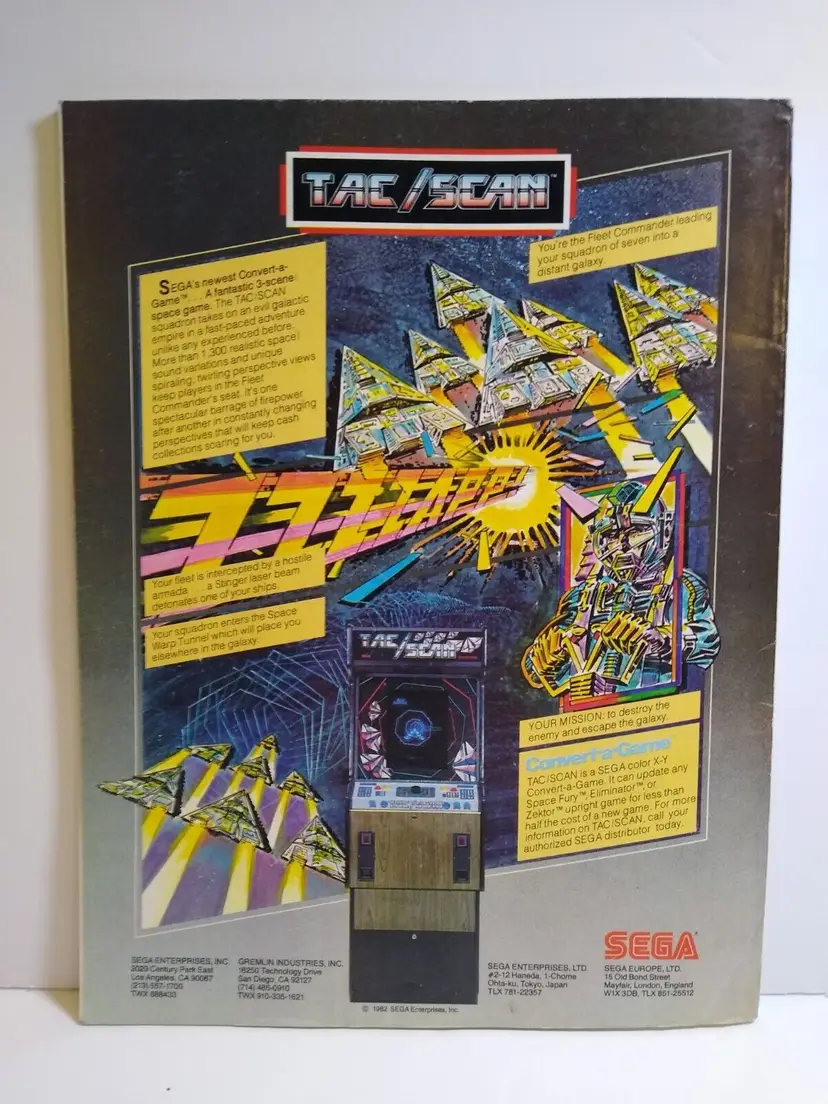 TAC/SCAN™
You're the Fleet Commander leading
your squadron of seven into a
distant galaxy.
SEGA's newest Convert-a-
Game™ . . . A fantastic 3-scene
space game. The TAC/SCAN
squadron takes on an evil galactic
empire in a fast-paced adventure
unlike any experienced before.
More than 1,300 realistic space
sound variations and unique
spiraling, twirling perspective views
keep players in the Fleet
Commander's seat. It's one
spectacular barrage of firepower
after another in constantly changing
perspectives that will keep cash
collections soaring for you.
Your fleet is intercepted by a hostile
armada . . . a Stinger laser beam
detonates one of your ships.
Your squadron enters the Space
Warp Tunnel which will place you
elsewhere in the galaxy.
TAC/SCAN
YOUR MISSION: to destroy the
enemy and escape the galaxy.
Convert-a-Game™
TAC/SCAN is a SEGA color X-Y
Convert-a-Game. It can update any
Space Fury™, Eliminator™, or
Zektor™ upright game for less than
half the cost of a new game. For more
information on TAC/SCAN, call your
authorized SEGA distributor today.
SEGA®
SEGA ENTERPRISES, INC.
2029 Century Park East
Los Angeles, CA 90067
(213) 557-1700
TWX 688433
GREMLIN INDUSTRIES, INC.
16250 Technology Drive
San Diego, CA 92127
(714) 485-0910
TWX 910-335-1621
SEGA ENTERPRISES, LTD.
#2-12 Haneda, 1-Chome
Ohta-ku, Tokyo, Japan
TLX 781-22357
SEGA EUROPE, LTD.
15 Old Bond Street
Mayfair, London, England
W1X 3DB, TLX 851-25512
© 1982 SEGA Enterprises, Inc.